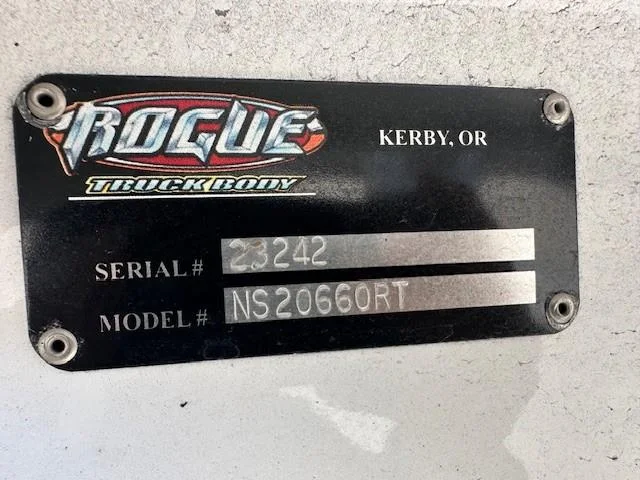 ROGUE
TRUCK BODY
KERBY, OR
SERIAL # 23242
MODEL # NS20660RT